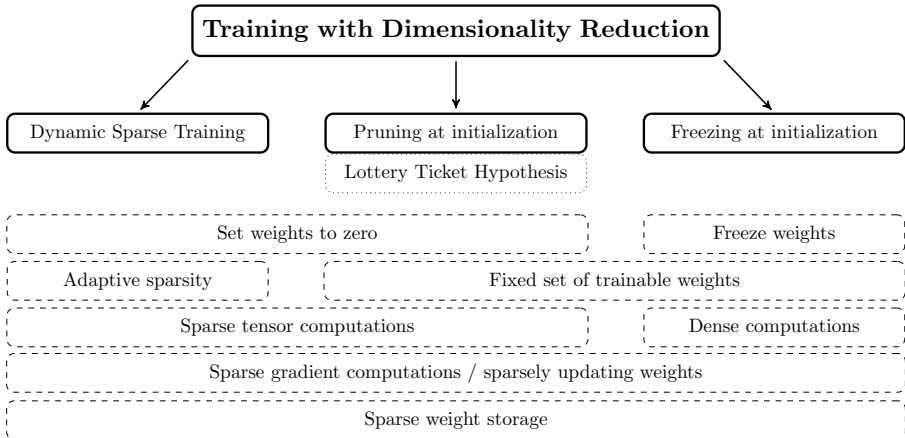 Training with Dimensionality Reduction
Dynamic Sparse Training
Pruning at initialization
Freezing at initialization
Lottery Ticket Hypothesis
Set weights to zero
Freeze weights
Adaptive sparsity
Fixed set of trainable weights
Sparse tensor computations
Dense computations
Sparse gradient computations / sparsely updating weights
Sparse weight storage